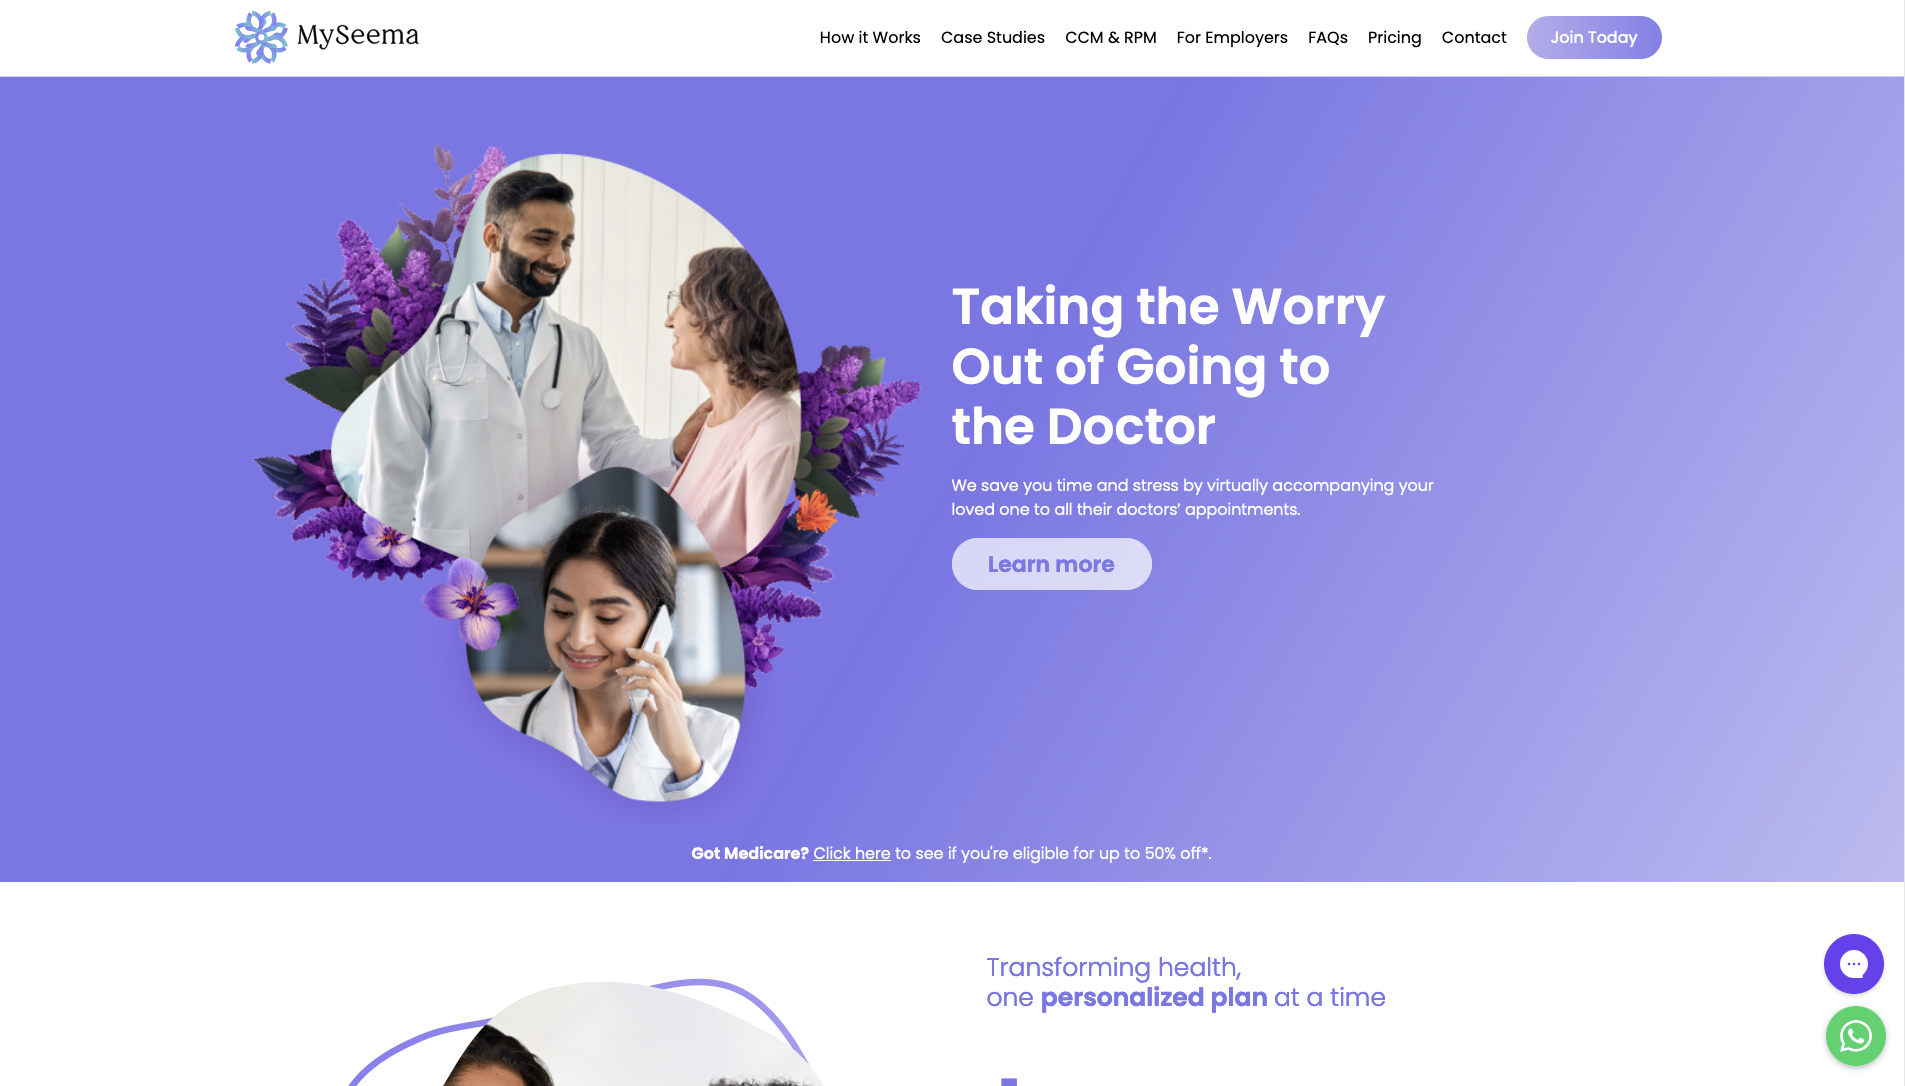 MySeema
How it Works
Case Studies
CCM & RPM
For Employers
FAQs
Pricing
Contact
Join Today
Taking the Worry
Out of Going to
the Doctor
We save you time and stress by virtually accompanying your
loved one to all their doctors’ appointments.
Learn more
Got Medicare? Click here to see if you're eligible for up to 50% off*.
Transforming health,
one personalized plan at a time